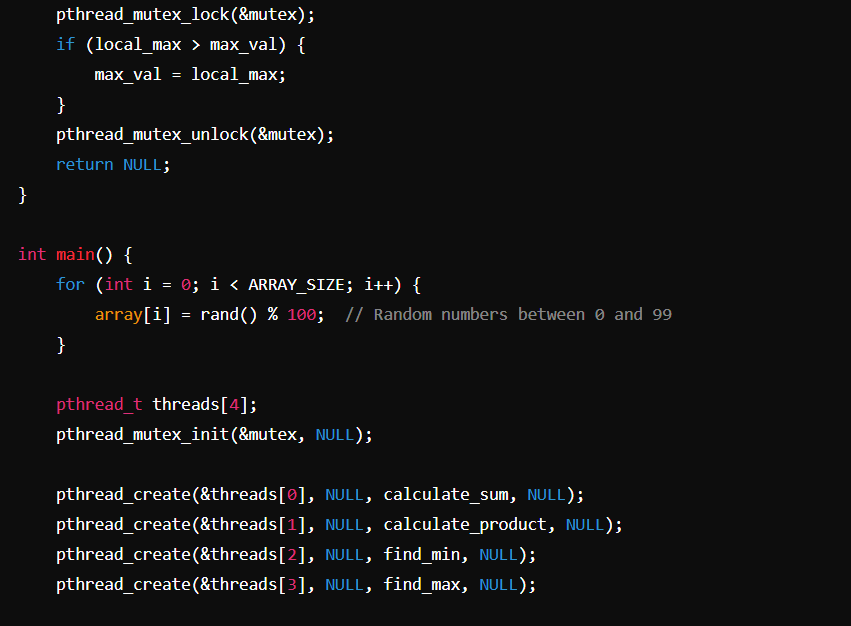 pthread_mutex_lock(&mutex);
    if (local_max > max_val) {
        max_val = local_max;
    }
    pthread_mutex_unlock(&mutex);
    return NULL;
}

int main() {
    for (int i = 0; i < ARRAY_SIZE; i++) {
        array[i] = rand() % 100;  // Random numbers between 0 and 99
    }

    pthread_t threads[4];
    pthread_mutex_init(&mutex, NULL);

    pthread_create(&threads[0], NULL, calculate_sum, NULL);
    pthread_create(&threads[1], NULL, calculate_product, NULL);
    pthread_create(&threads[2], NULL, find_min, NULL);
    pthread_create(&threads[3], NULL, find_max, NULL);